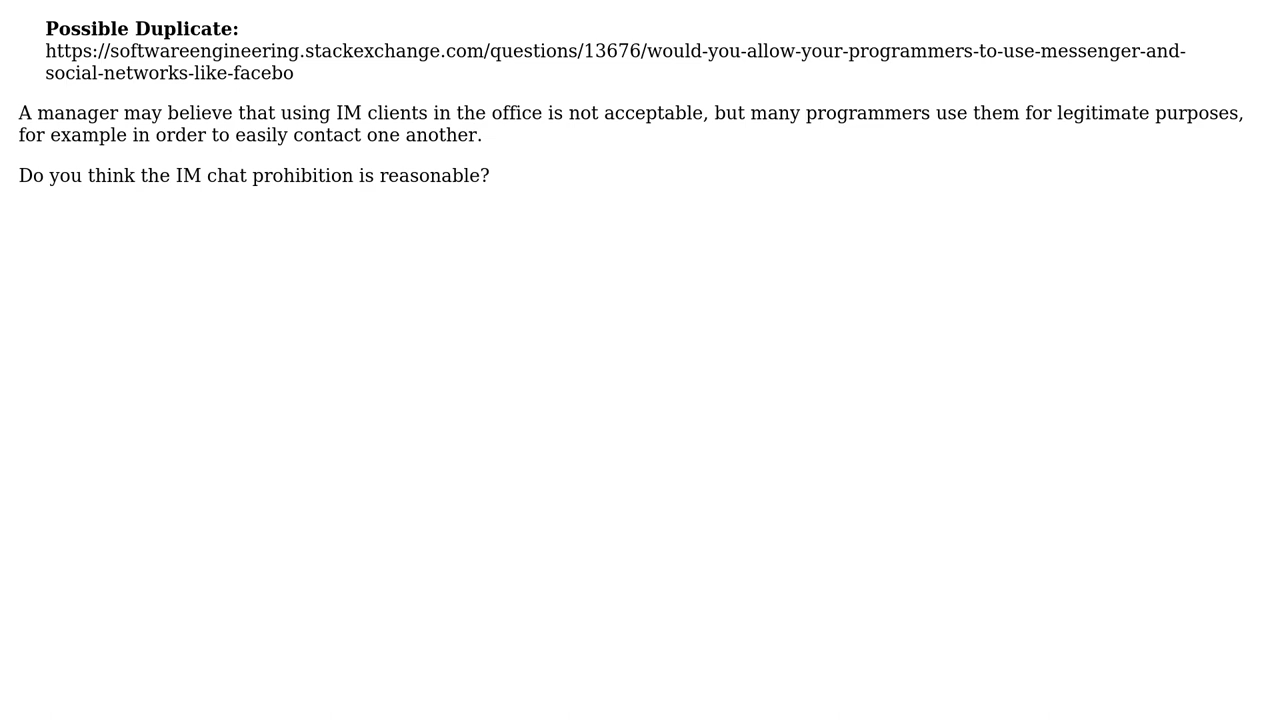 Possible Duplicate:
https://softwareengineering.stackexchange.com/questions/13676/would-you-allow-your-programmers-to-use-messenger-and-
social-networks-like-facebo
A manager may believe that using IM clients in the office is not acceptable, but many programmers use them for legitimate purposes,
for example in order to easily contact one another.
Do you think the IM chat prohibition is reasonable?